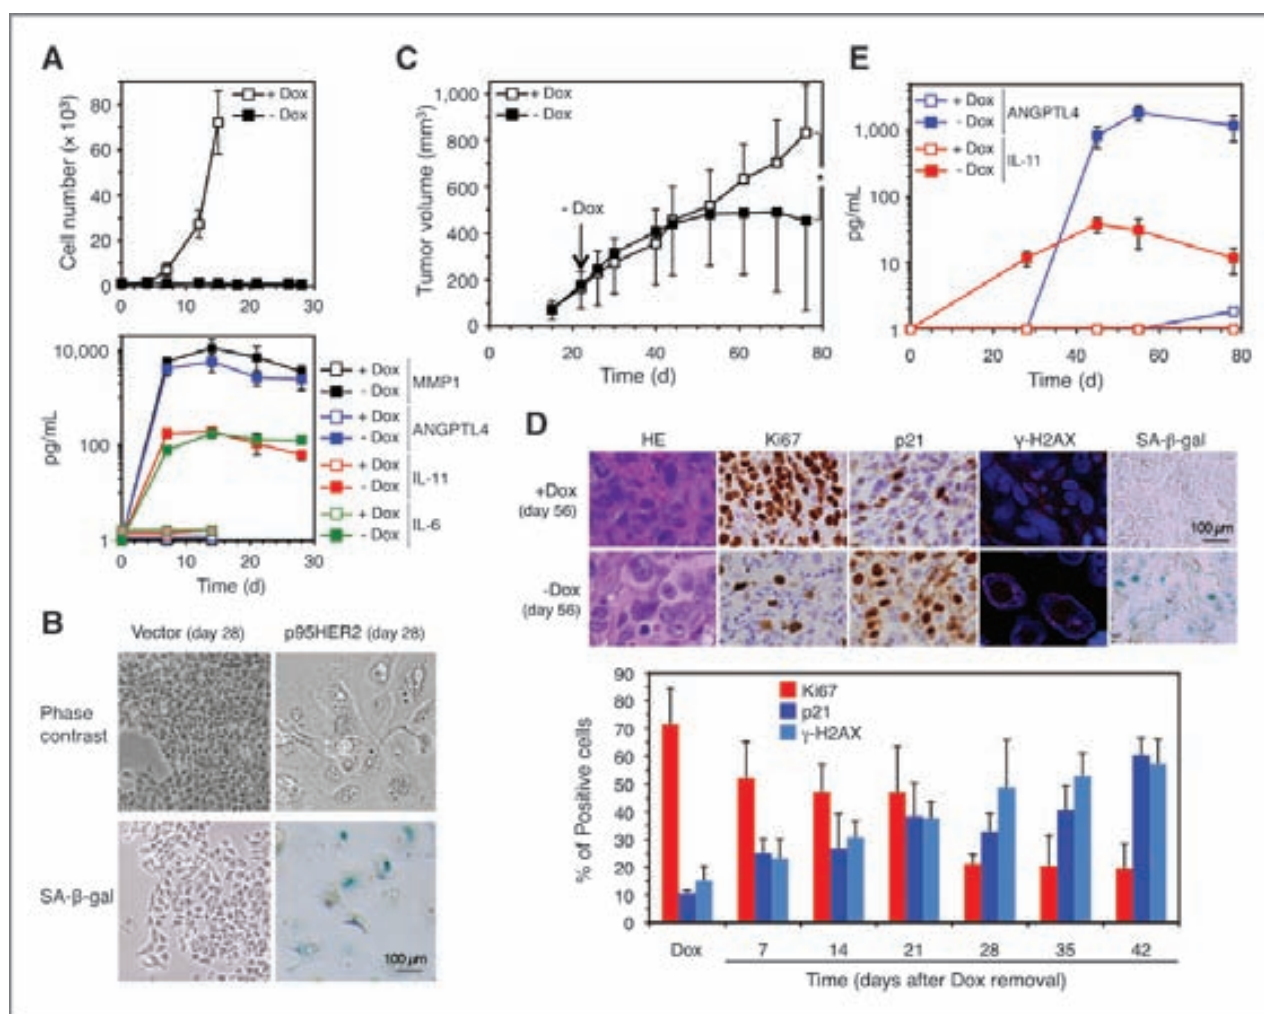 A
Cell number (× 10³)
80
60
40
20
0
+ Dox
- Dox
0 10 20 30
pg/mL
10,000
100
1
0 10 20 30
Time (d)
+ Dox
- Dox
MMP1
+ Dox
- Dox
ANGPTL4
+ Dox
- Dox
IL-11
+ Dox
- Dox
IL-6
B
Vector (day 28) p95HER2 (day 28)
Phase
contrast
SA-β-gal
100 µm
C
Tumor volume (mm³)
1,000
800
600
400
200
0
+ Dox
- Dox
- Dox
*
0 20 40 60 80
Time (d)
E
+ Dox
- Dox
ANGPTL4
+ Dox
- Dox
IL-11
pg/mL
1,000
100
10
1
0 20 40 60 80
Time (d)
D
HE Ki67 p21 γ-H2AX SA-β-gal
+Dox
(day 56)
100 µm
-Dox
(day 56)
% of Positive cells
90
80
70
60
50
40
30
20
10
0
Ki67
p21
γ-H2AX
Dox 7 14 21 28 35 42
Time (days after Dox removal)